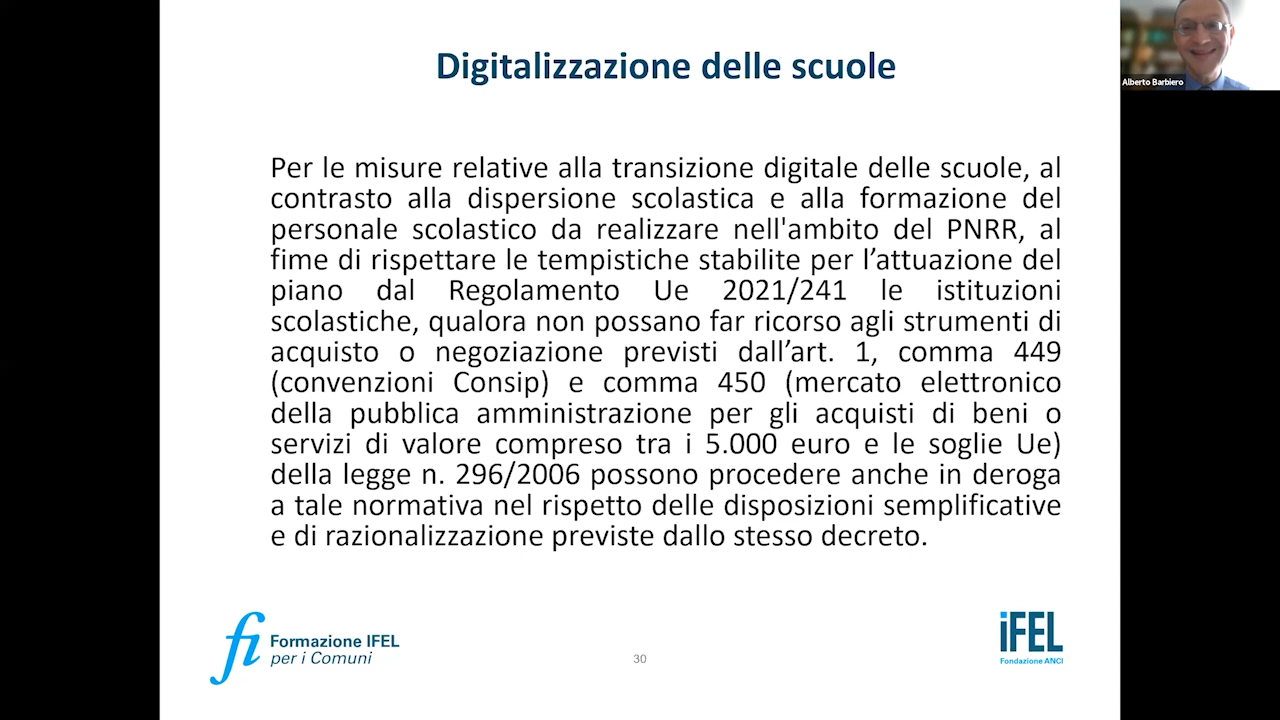 Digitalizzazione delle scuole
Alberto Barbiero
Per le misure relative alla transizione digitale delle scuole, al
contrasto alla dispersione scolastica e alla formazione del
personale scolastico da realizzare nell'ambito del PNRR, al
fime di rispettare le tempistiche stabilite per l’attuazione del
piano dal Regolamento Ue 2021/241 le istituzioni
scolastiche, qualora non possano far ricorso agli strumenti di
acquisto o negoziazione previsti dall’art. 1, comma 449
(convenzioni Consip) e comma 450 (mercato elettronico
della pubblica amministrazione per gli acquisti di beni o
servizi di valore compreso tra i 5.000 euro e le soglie Ue)
della legge n. 296/2006 possono procedere anche in deroga
a tale normativa nel rispetto delle disposizioni semplificative
e di razionalizzazione previste dallo stesso decreto.
fi Formazione IFEL
per i Comuni
30
iFEL
Fondazione ANCI